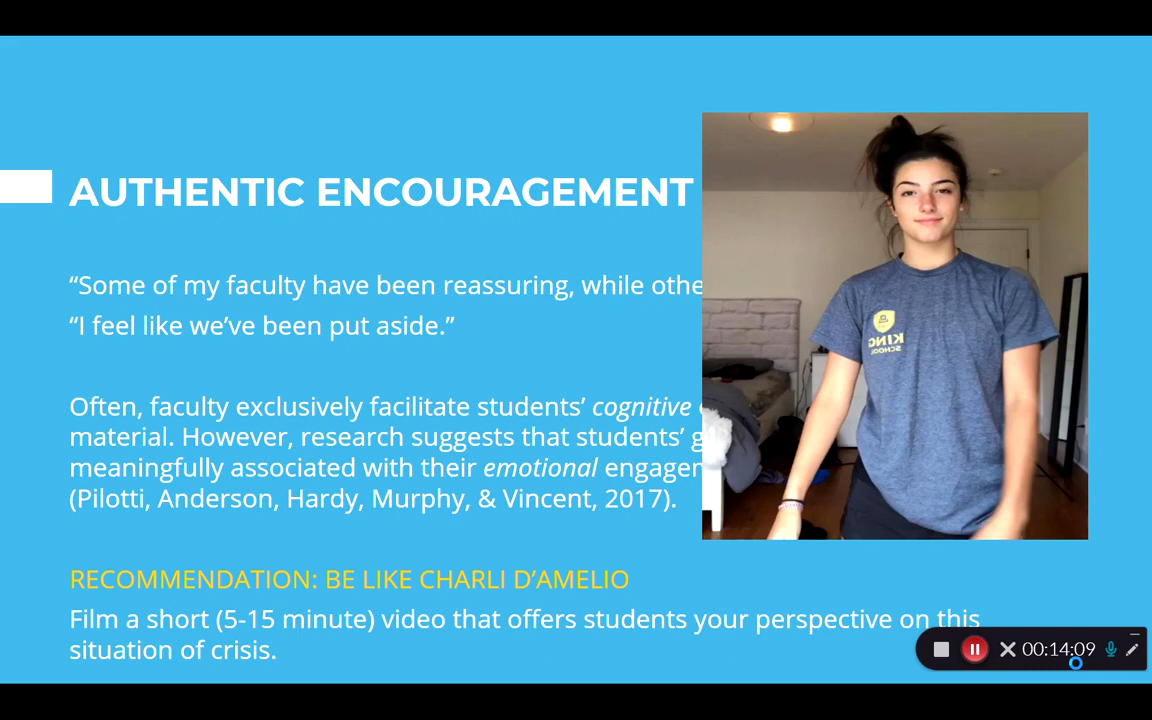 AUTHENTIC ENCOURAGEMENT
“Some of my faculty have been reassuring, while othe
“I feel like we’ve been put aside.”
Often, faculty exclusively facilitate students’ cognitive
material. However, research suggests that students’ g
meaningfully associated with their emotional engagem
(Pilotti, Anderson, Hardy, Murphy, & Vincent, 2017).
KING
SCHOOL
RECOMMENDATION: BE LIKE CHARLI D’AMELIO
Film a short (5-15 minute) video that offers students your perspective on this
situation of crisis.
00:14:09